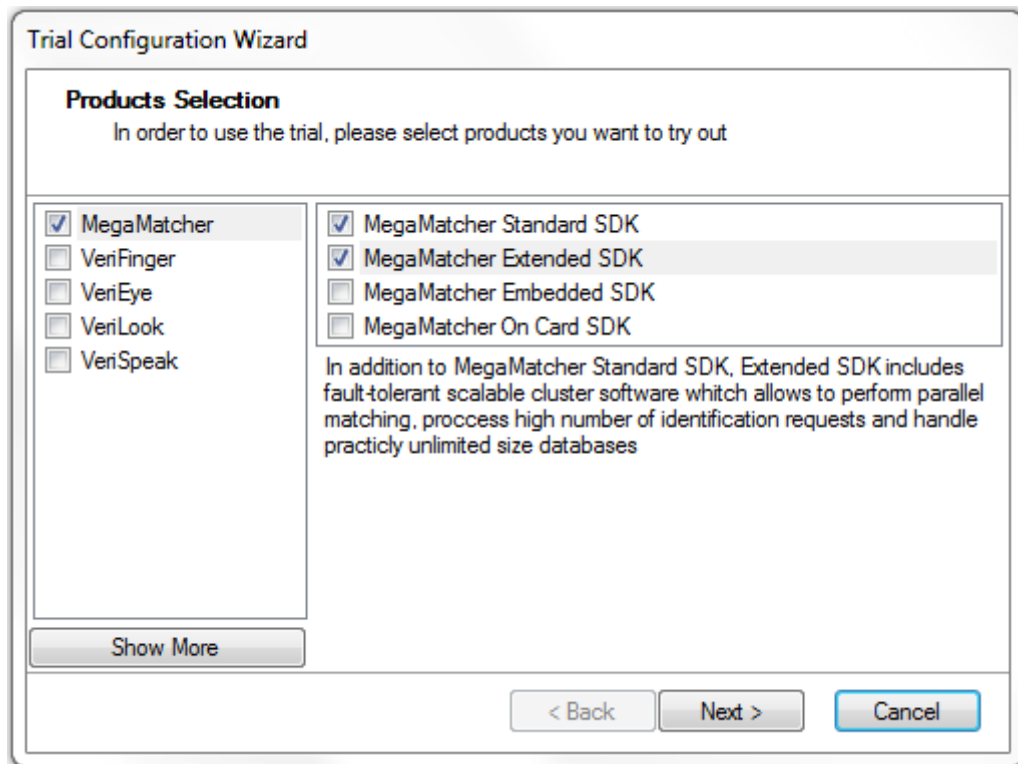 Trial Configuration Wizard
Products Selection
In order to use the trial, please select products you want to try out
MegaMatcher
VeriFinger
VeriEye
VeriLook
VeriSpeak
MegaMatcher Standard SDK
MegaMatcher Extended SDK
MegaMatcher Embedded SDK
MegaMatcher On Card SDK
In addition to MegaMatcher Standard SDK, Extended SDK includes
fault-tolerant scalable cluster software whitch allows to perform parallel
matching, proccess high number of identification requests and handle
practicly unlimited size databases
Show More
< Back
Next >
Cancel